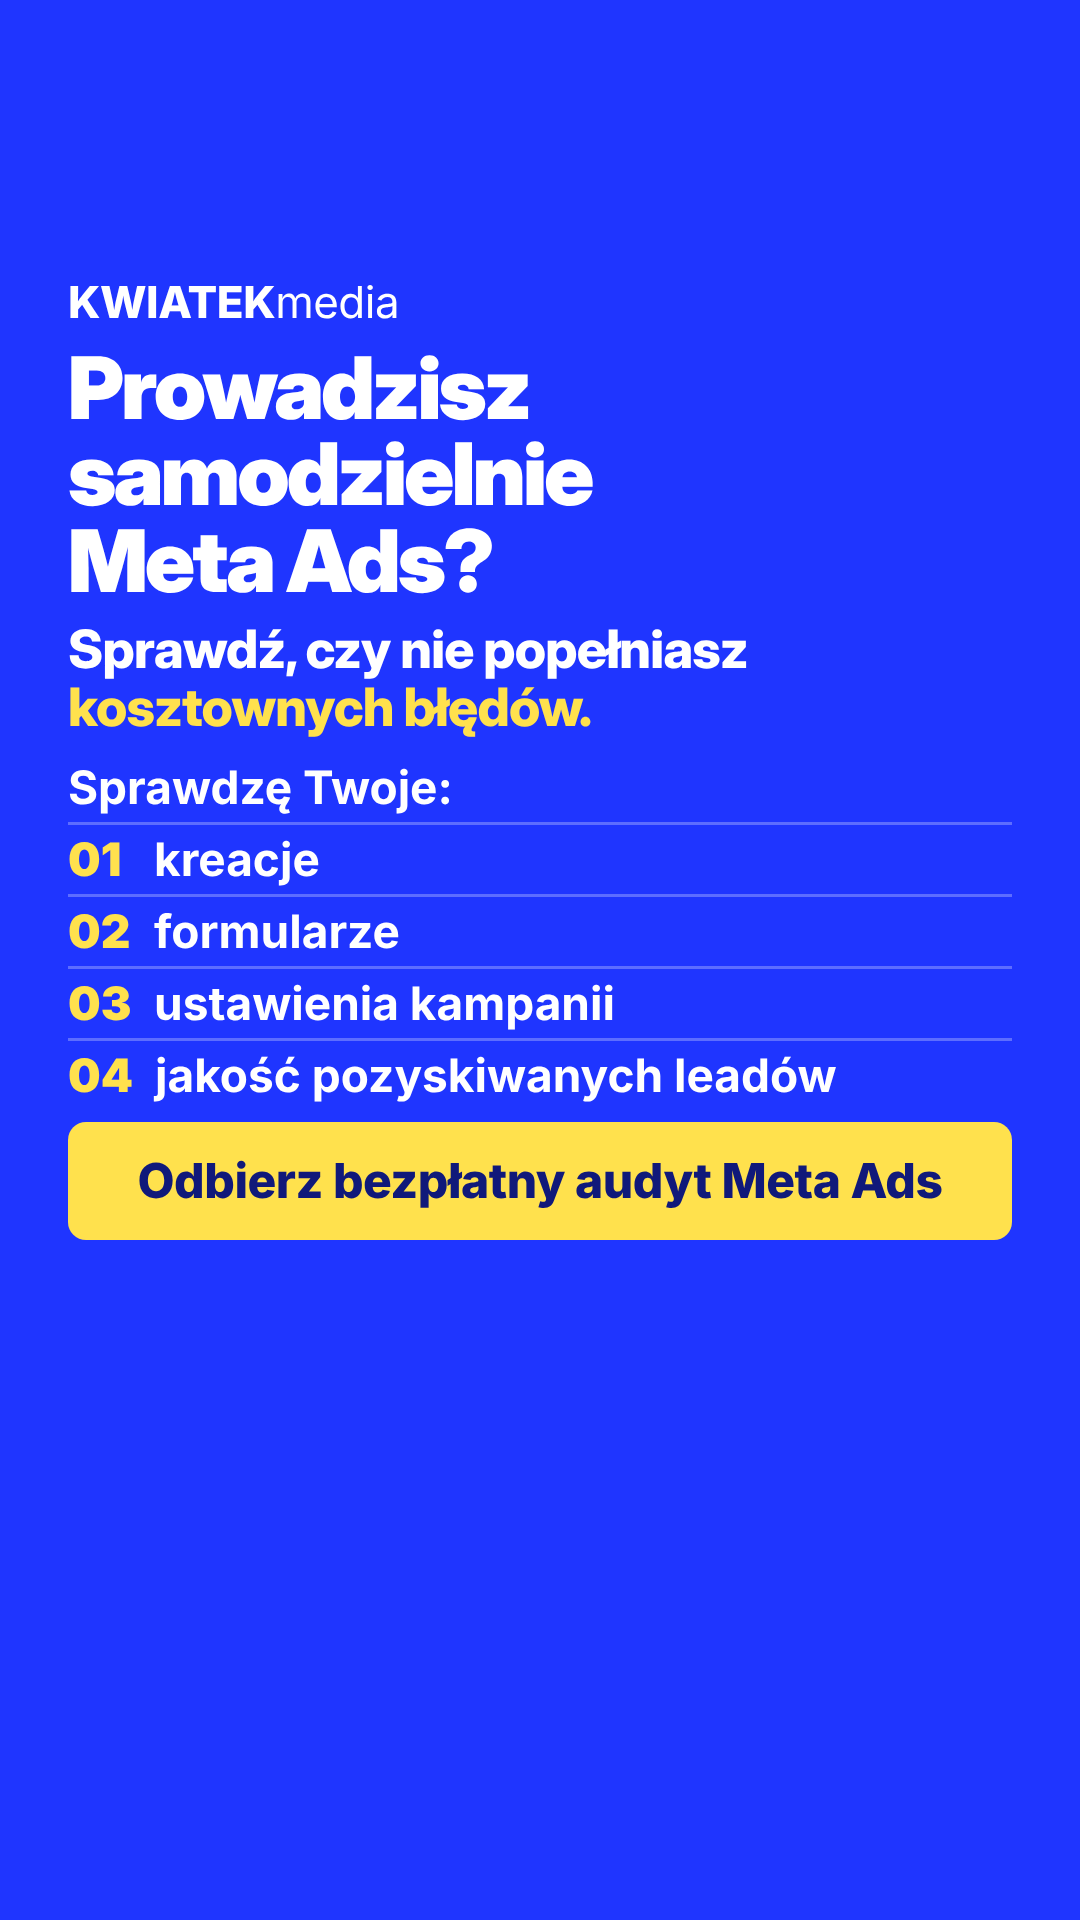 KWIATEKmedia
Prowadzisz
samodzielnie
Meta Ads?
Sprawdź, czy nie popełniasz
kosztownych błędów.
Sprawdzę Twoje:
01 kreacje
02 formularze
03 ustawienia kampanii
04 jakość pozyskiwanych leadów
Odbierz bezpłatny audyt Meta Ads